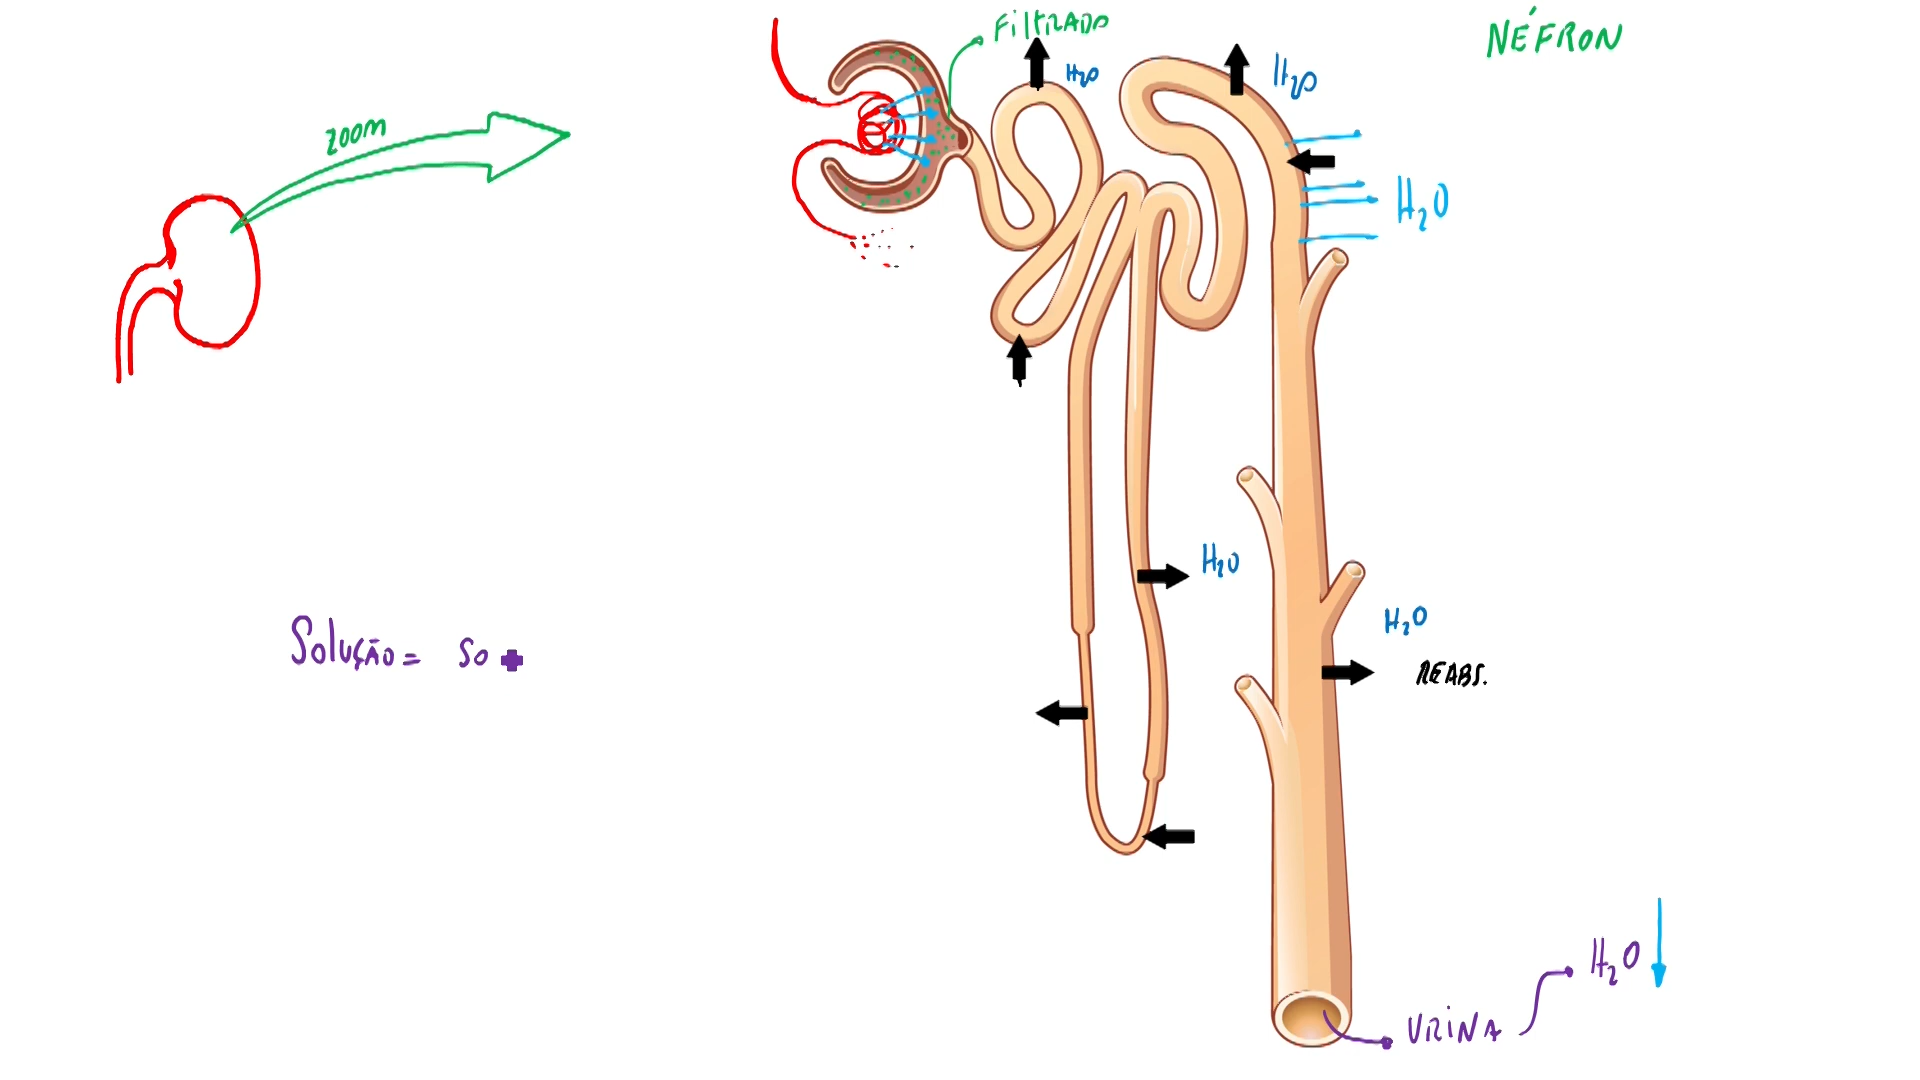 FilTRADO
NÉFRON
H2O
H2O
ZOOM
H2O
H2O
H2O
Solução = So
REABS.
H2O
URiNA